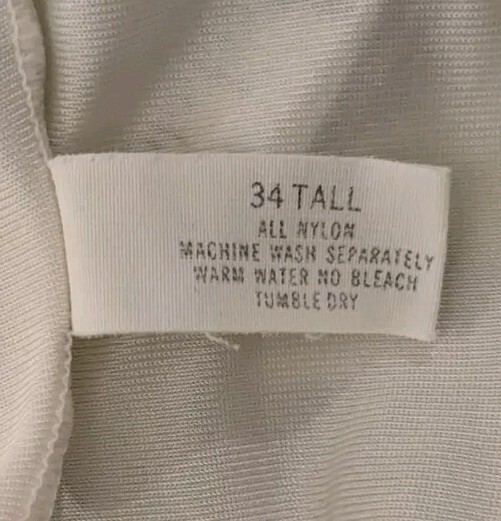 34 TALL
ALL NYLON
MACHINE WASH SEPARATELY
WARM WATER NO BLEACH
TUMBLE DRY